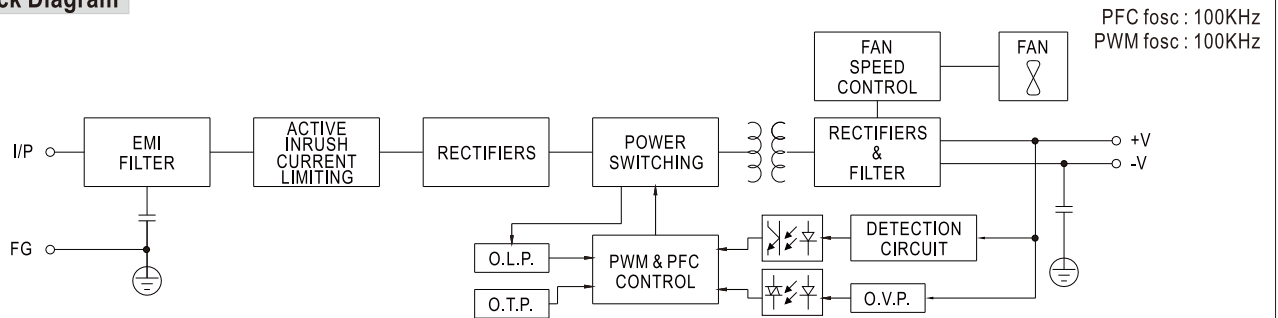 ck Diagram
PFC fosc : 100KHz
PWM fosc : 100KHz
FAN
SPEED
CONTROL
FAN
I/P
EMI
FILTER
ACTIVE
INRUSH
CURRENT
LIMITING
RECTIFIERS
POWER
SWITCHING
RECTIFIERS
&
FILTER
+V
-V
FG
O.L.P.
O.T.P.
PWM & PFC
CONTROL
DETECTION
CIRCUIT
O.V.P.